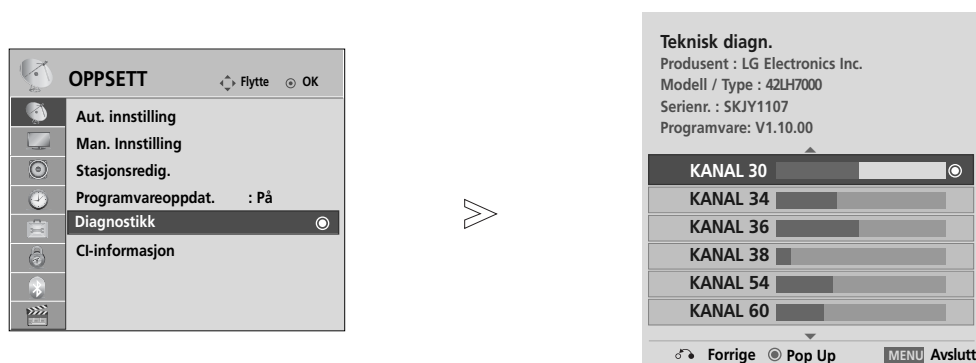 OPPSETT
Flytte OK
Aut. innstilling
Man. Innstilling
Stasjonsredig.
Programvareoppdat. : På
Diagnostikk
CI-informasjon
Teknisk diagn.
Produsent : LG Electronics Inc.
Modell / Type : 42LH7000
Serienr. : SKJY1107
Programvare: V1.10.00
KANAL 30
KANAL 34
KANAL 36
KANAL 38
KANAL 54
KANAL 60
Forrige Pop Up MENU Avslutt